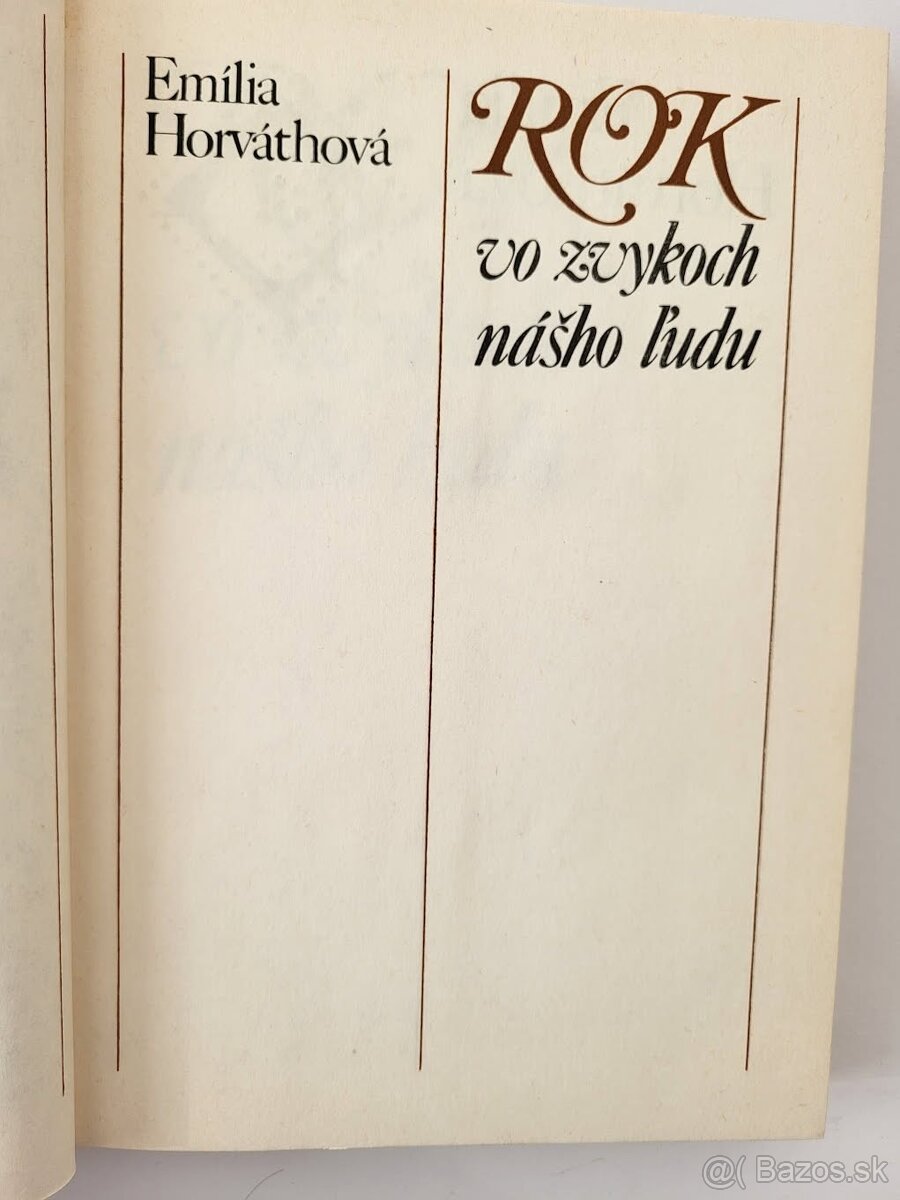 Emília
Horváthová
ROK
vo zvykoch
nášho ľudu
@( Bazos.sk